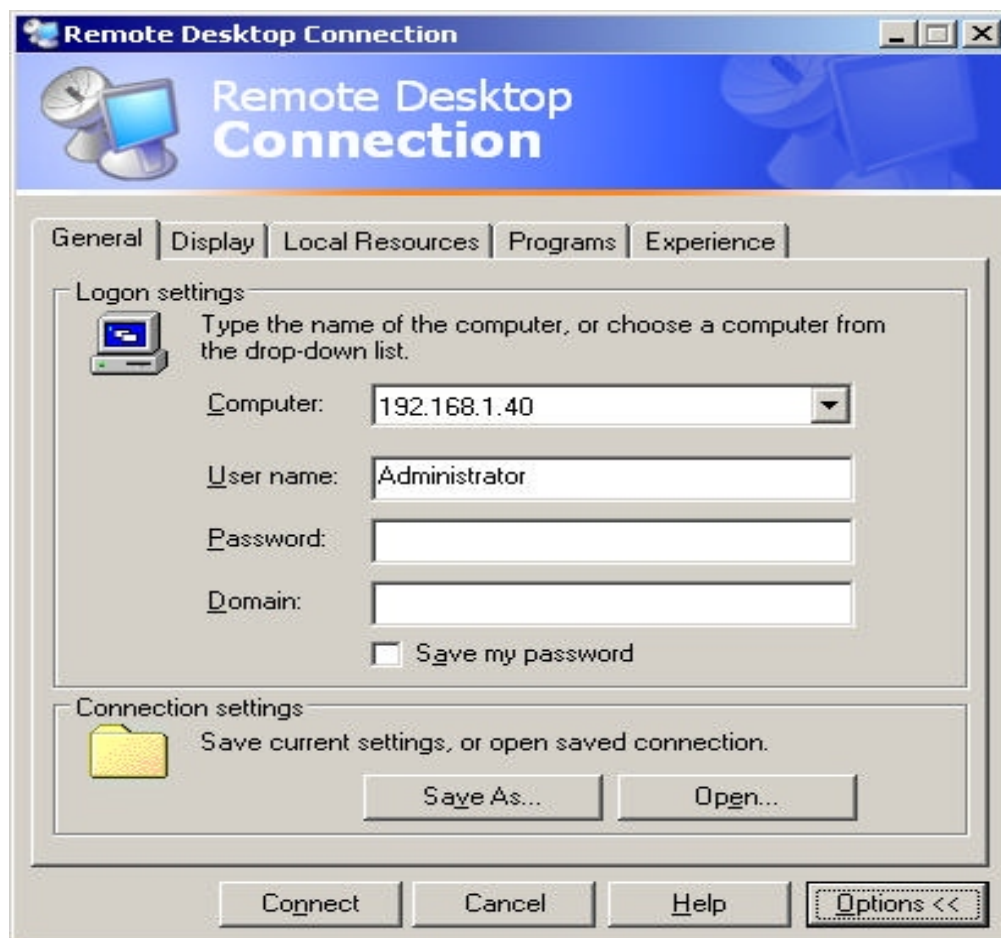 Remote Desktop Connection
Remote Desktop
Connection
General Display Local Resources Programs Experience
Logon settings
Type the name of the computer, or choose a computer from
the drop-down list.
Computer: 192.168.1.40
User name: Administrator
Password:
Domain:
Save my password
Connection settings
Save current settings, or open saved connection.
Save As... Open...
Connect Cancel Help Options <<